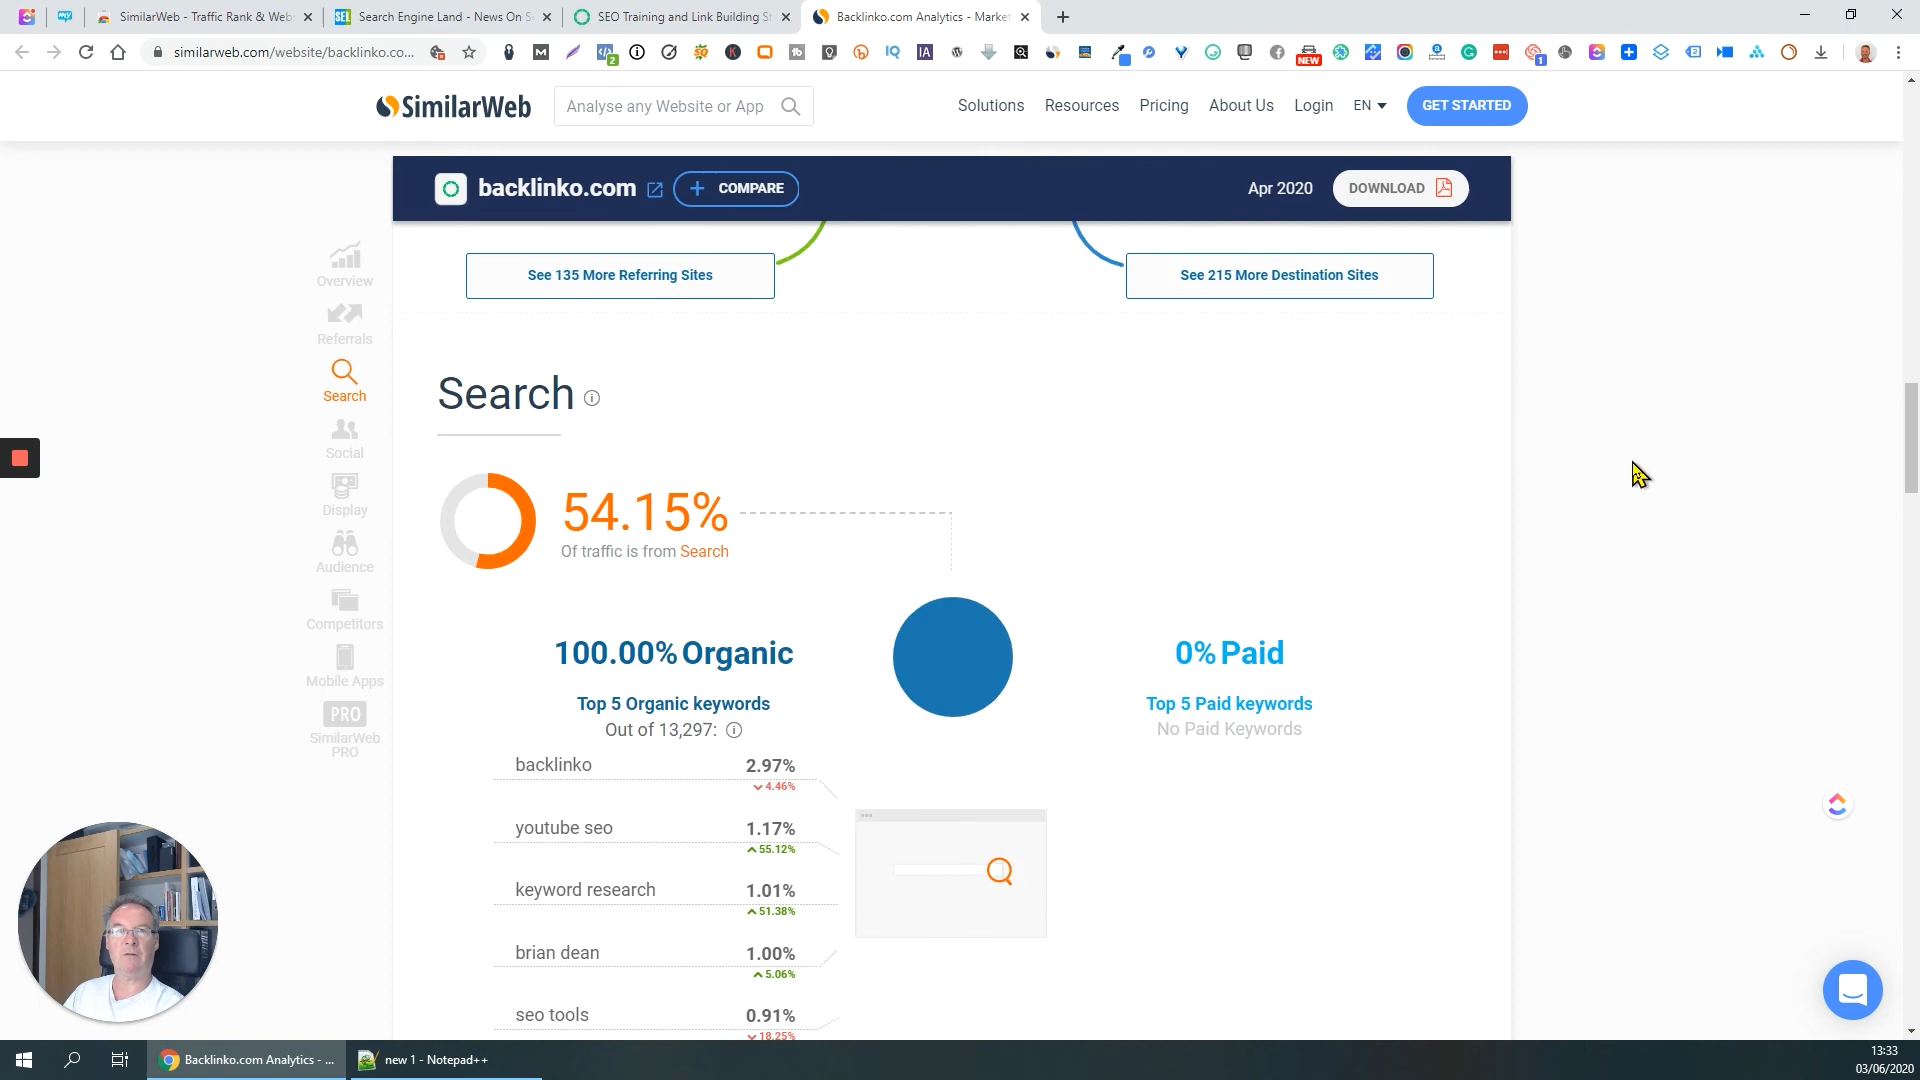 SimilarWeb - Traffic Rank & Web
Search Engine Land - News On S
SEO Training and Link Building St
Backlinko.com Analytics - Market
similarweb.com/website/backlinko.co...
SimilarWeb
Analyse any Website or App
Solutions
Resources
Pricing
About Us
Login
EN
GET STARTED
backlinko.com
COMPARE
Apr 2020
DOWNLOAD
See 135 More Referring Sites
See 215 More Destination Sites
Overview
Referrals
Search
Social
Display
Audience
Competitors
Mobile Apps
PRO
SimilarWeb
PRO
Search
54.15%
Of traffic is from Search
100.00% Organic
Top 5 Organic keywords
Out of 13,297:
0% Paid
Top 5 Paid keywords
No Paid Keywords
backlinko 2.97%
4.46%
youtube seo 1.17%
55.12%
keyword research 1.01%
51.38%
brian dean 1.00%
5.06%
seo tools 0.91%
18.25%
Backlinko.com Analytics - ...
new 1 - Notepad++
13:33
03/06/2020